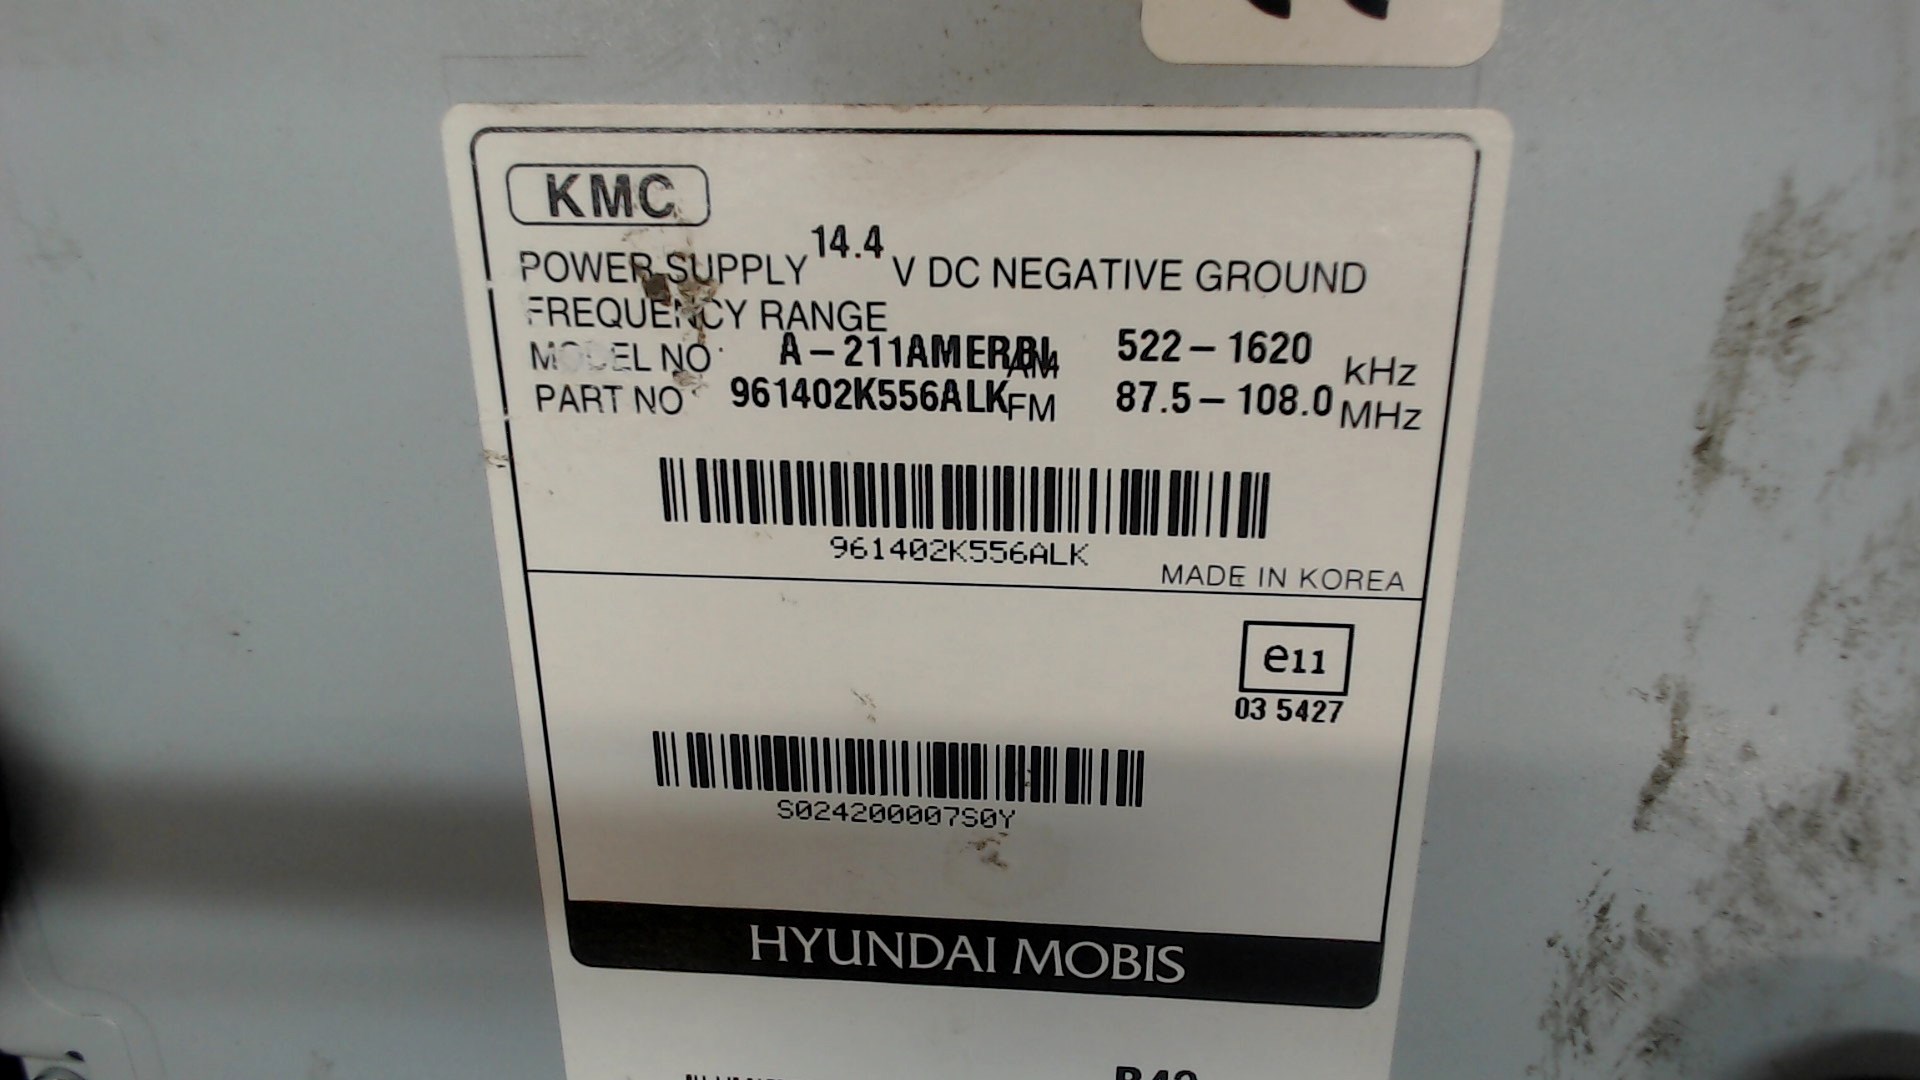 KMC
POWER SUPPLY 14.4 V DC NEGATIVE GROUND
FREQUENCY RANGE
MODEL NO A-211AMERBL AM 522-1620 kHz
PART NO 961402K556ALK FM 87.5-108.0 MHz
961402K556ALK
MADE IN KOREA
e11
03 5427
S024200007S0Y
HYUNDAI MOBIS